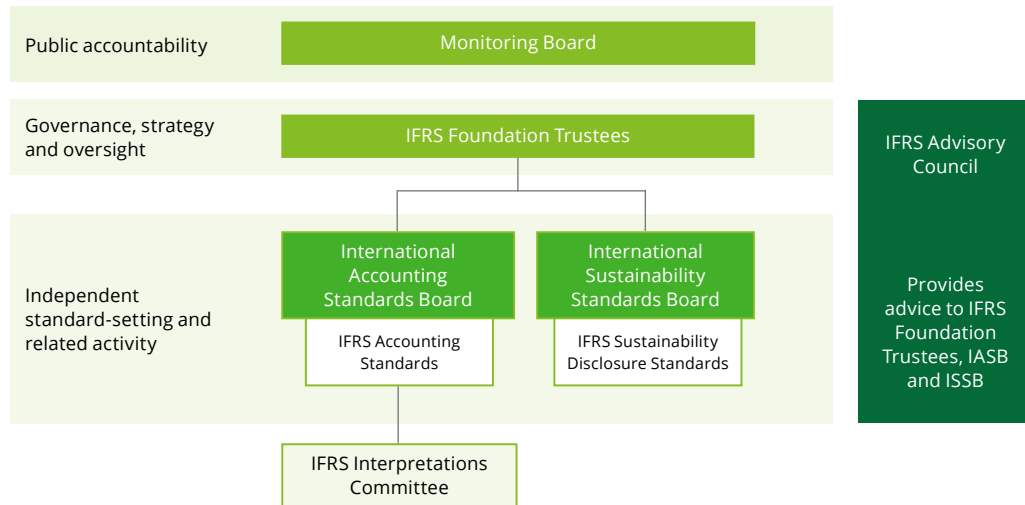 Public accountability
Monitoring Board
Governance, strategy
and oversight
IFRS Foundation Trustees
IFRS Advisory
Council
Independent
standard-setting and
related activity
International
Accounting
Standards Board
IFRS Accounting
Standards
International
Sustainability
Standards Board
IFRS Sustainability
Disclosure Standards
Provides
advice to IFRS
Foundation
Trustees, IASB
and ISSB
IFRS Interpretations
Committee